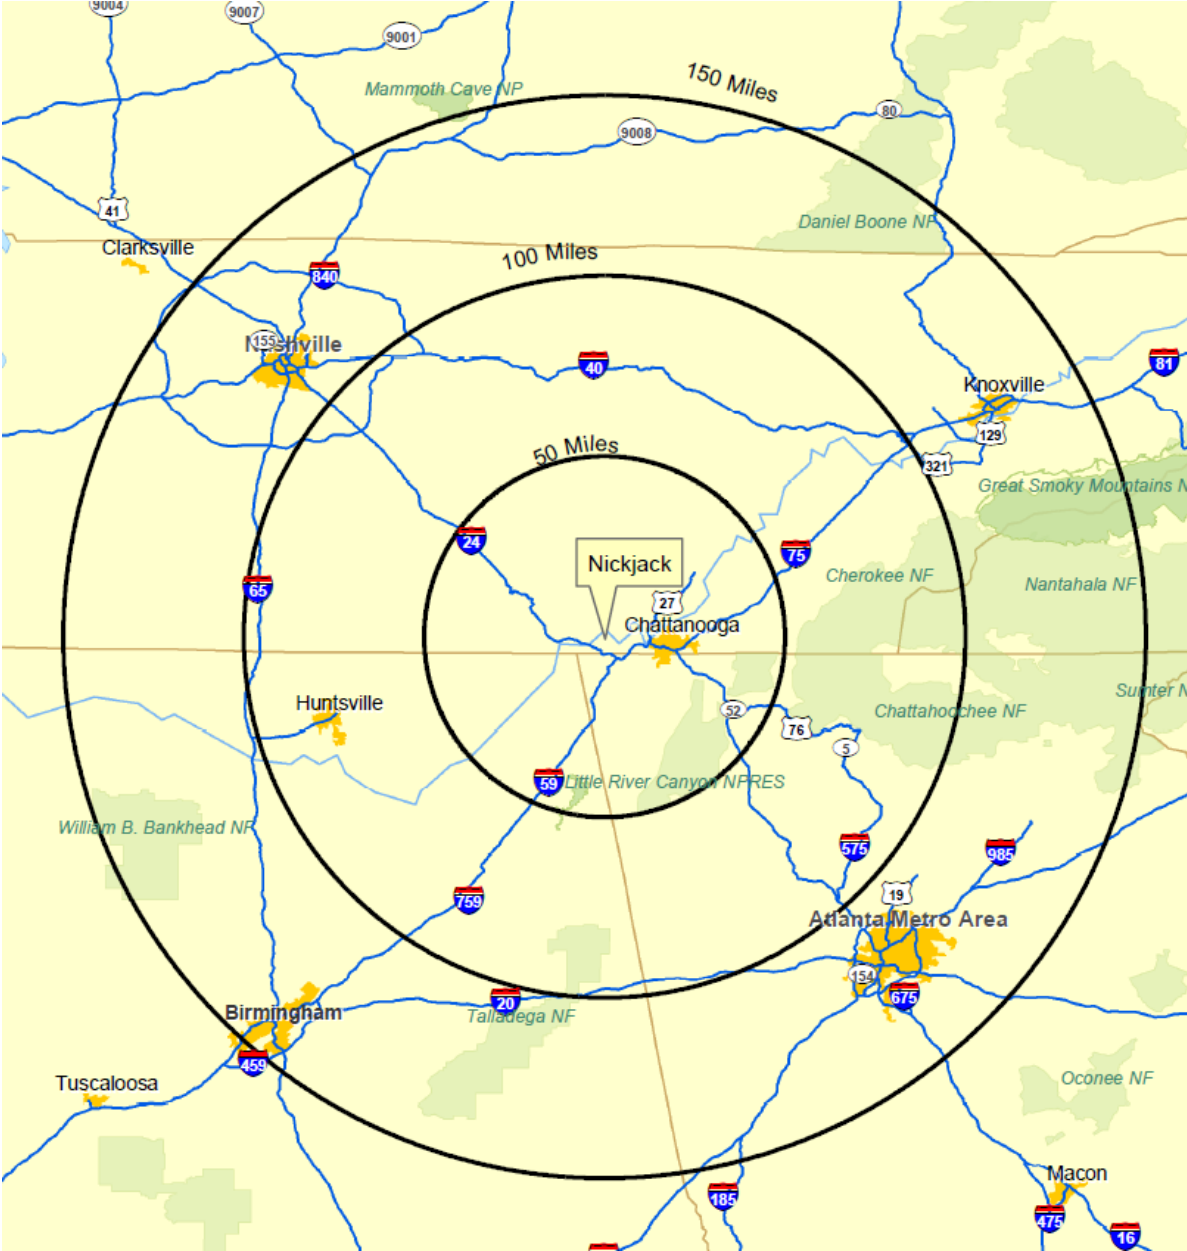 9004
9007
9001
150 Miles
Mammoth Cave NP
80
9008
41
Daniel Boone NF
Clarksville
100 Miles
840
155
Nashville
40
81
Knoxville
129
50 Miles
321
Great Smoky Mountains N
24
75
Nickjack
Cherokee NF
Nantahala NF
65
27
Chattanooga
Sumter N
Huntsville
52
Chattahoochee NF
76
5
59
Little River Canyon NPRES
William B. Bankhead NF
575
985
759
19
Atlanta Metro Area
154
20
675
Birmingham
Talladega NF
459
Tuscaloosa
Oconee NF
Macon
185
475
16